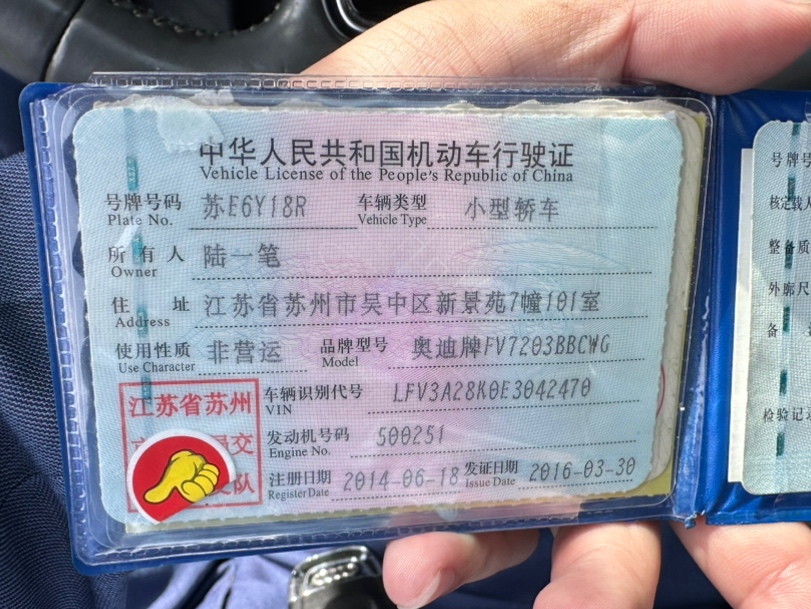 中华人民共和国机动车行驶证
Vehicle License of the People's Republic of China
号牌号码 苏E6Y18R 车辆类型 小型轿车
Plate No. Vehicle Type
所有人 陆一笔
Owner
住址 江苏省苏州市吴中区新景苑7幢101室
Address
使用性质 非营运 品牌型号 奥迪牌FV7203BBCWG
Use Character Model
车辆识别代号 LFV3A28K0E3042470
VIN
发动机号码 500251
Engine No.
注册日期 2014-06-18 发证日期 2016-03-30
Register Date Issue Date
江苏省苏州
交
队
号牌号
核定载人
整备质
外廓尺
备
检验记录